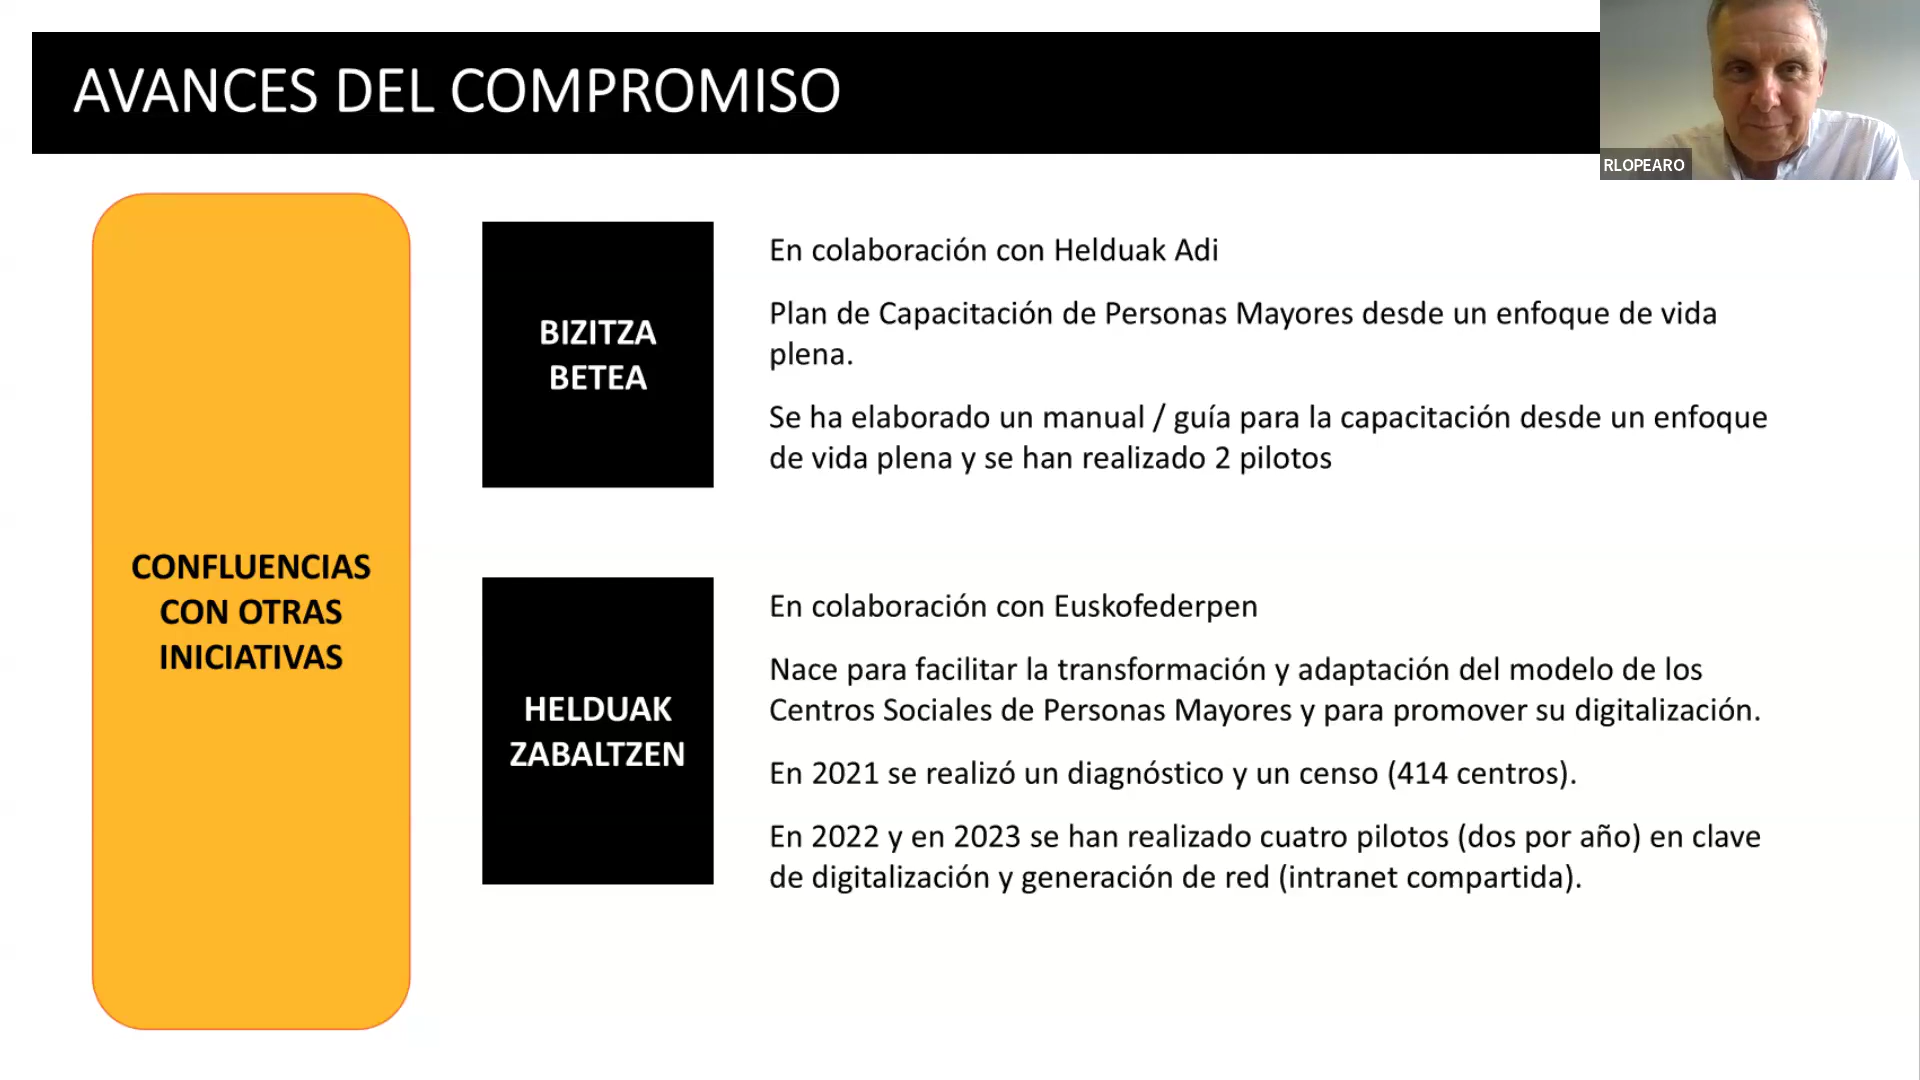 AVANCES DEL COMPROMISO
RLOPEARO
CONFLUENCIAS
CON OTRAS
INICIATIVAS
BIZITZA
BETEA
En colaboración con Helduak Adi
Plan de Capacitación de Personas Mayores desde un enfoque de vida
plena.
Se ha elaborado un manual / guía para la capacitación desde un enfoque
de vida plena y se han realizado 2 pilotos
HELDUAK
ZABALTZEN
En colaboración con Euskofederpen
Nace para facilitar la transformación y adaptación del modelo de los
Centros Sociales de Personas Mayores y para promover su digitalización.
En 2021 se realizó un diagnóstico y un censo (414 centros).
En 2022 y en 2023 se han realizado cuatro pilotos (dos por año) en clave
de digitalización y generación de red (intranet compartida).